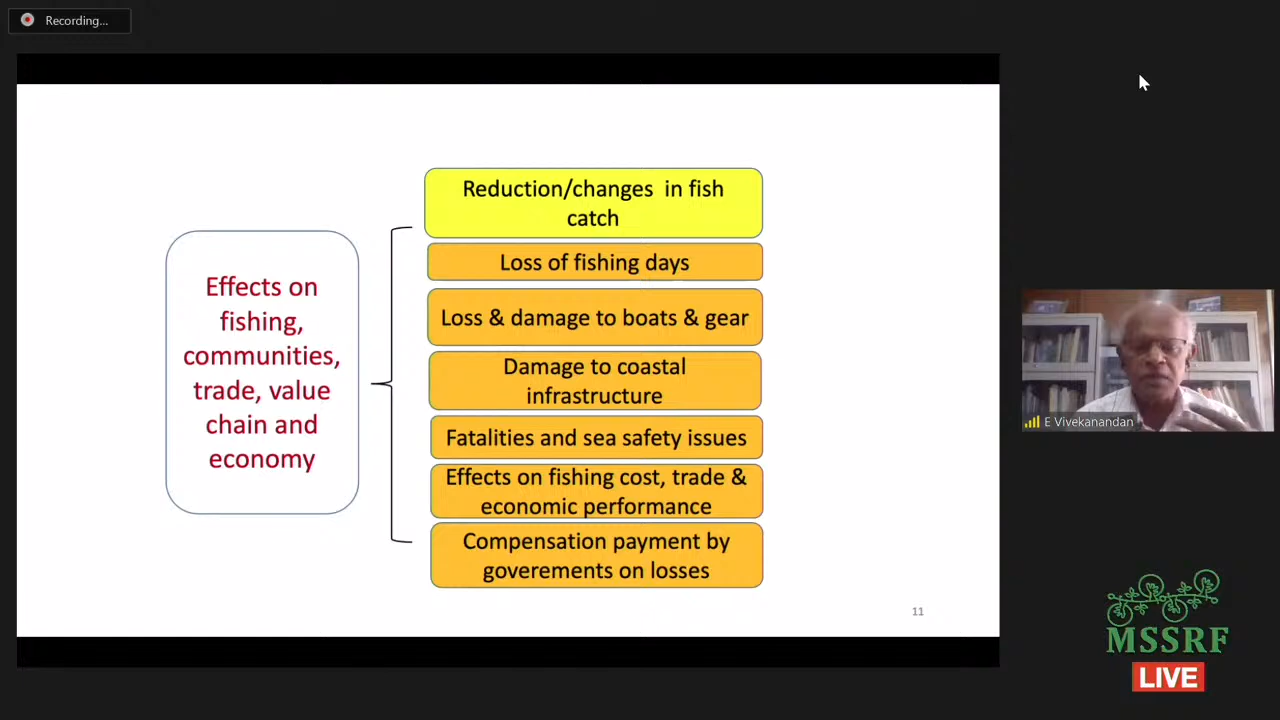 Recording...
Effects on
fishing,
communities,
trade, value
chain and
economy
Reduction/changes in fish
catch
Loss of fishing days
Loss & damage to boats & gear
Damage to coastal
infrastructure
Fatalities and sea safety issues
Effects on fishing cost, trade &
economic performance
Compensation payment by
goverements on losses
11
E Vivekanandan
MSSRF
LIVE